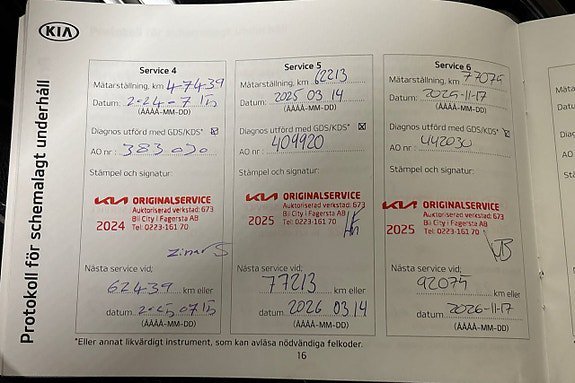 KIA
Protokoll för schemalagt underhåll
Service 4
Mätarställning, km 47439
Datum: 2024-07 15
(ÅÅÅÅ-MM-DD)
Diagnos utförd med GDS/KDS*
AO nr: 383030
Stämpel och signatur:
KIA ORIGINALSERVICE
Auktoriserad verkstad: 673
Bil City i Fagersta AB
2024 Tel: 0223-161 70
Nästa service vid;
62439 km eller
datum 2025 07 15
(ÅÅÅÅ-MM-DD)
Service 5
Mätarställning, km 62213
Datum: 2025 03 14
(ÅÅÅÅ-MM-DD)
Diagnos utförd med GDS/KDS*
AO nr: 409920
Stämpel och signatur:
KIA ORIGINALSERVICE
Auktoriserad verkstad: 673
Bil City i Fagersta AB
2025 Tel: 0223-161 70
Nästa service vid;
77213 km eller
datum 2026 03 14
(ÅÅÅÅ-MM-DD)
Service 6
Mätarställning, km 77075
Datum: 2025-11-17
(ÅÅÅÅ-MM-DD)
Diagnos utförd med GDS/KDS*
AO nr: 442030
Stämpel och signatur:
KIA ORIGINALSERVICE
Auktoriserad verkstad: 673
Bil City i Fagersta AB
2025 Tel: 0223-161 70
Nästa service vid;
92075 km eller
datum 2026-11-17
(ÅÅÅÅ-MM-DD)
*Eller annat likvärdigt instrument, som kan avläsa nödvändiga felkoder.
16